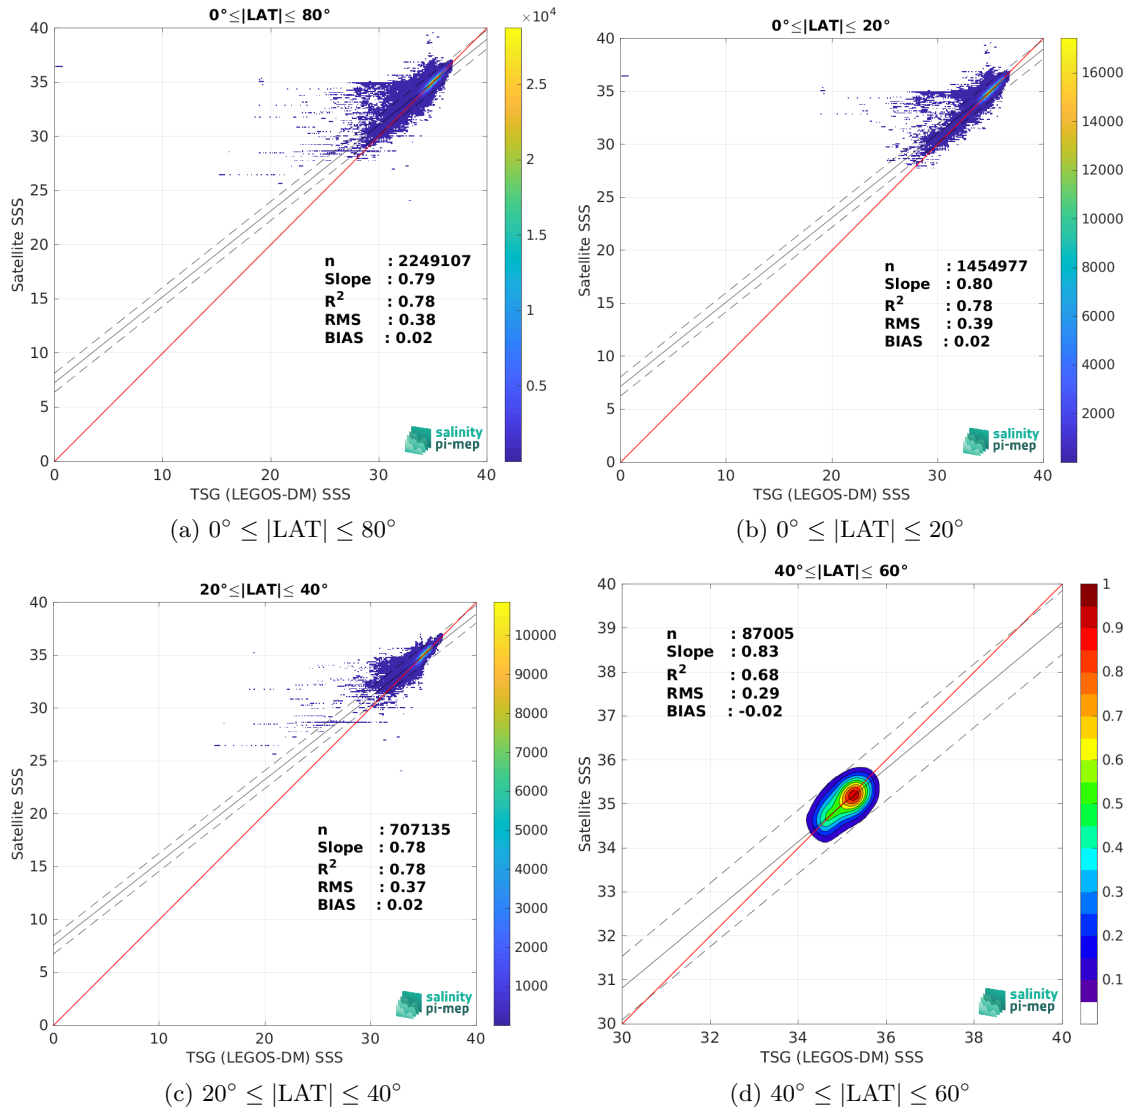 0°≤|LAT|≤ 80°
×10⁴
40
35
30
25
20
15
10
5
0
Satellite SSS
0
10
20
30
40
TSG (LEGOS-DM) SSS
2.5
2
1.5
1
0.5
n : 2249107
Slope : 0.79
R² : 0.78
RMS : 0.38
BIAS : 0.02
salinity
pi-mep
(a) 0° ≤ |LAT| ≤ 80°
0°≤|LAT|≤ 20°
40
35
30
25
20
15
10
5
0
Satellite SSS
0
10
20
30
40
TSG (LEGOS-DM) SSS
16000
14000
12000
10000
8000
6000
4000
2000
n : 1454977
Slope : 0.80
R² : 0.78
RMS : 0.39
BIAS : 0.02
salinity
pi-mep
(b) 0° ≤ |LAT| ≤ 20°
20°≤|LAT|≤ 40°
40
35
30
25
20
15
10
5
0
Satellite SSS
0
10
20
30
40
TSG (LEGOS-DM) SSS
10000
9000
8000
7000
6000
5000
4000
3000
2000
1000
n : 707135
Slope : 0.78
R² : 0.78
RMS : 0.37
BIAS : 0.02
salinity
pi-mep
(c) 20° ≤ |LAT| ≤ 40°
40°≤|LAT|≤ 60°
40
39
38
37
36
35
34
33
32
31
30
Satellite SSS
30
32
34
36
38
40
TSG (LEGOS-DM) SSS
1
0.9
0.8
0.7
0.6
0.5
0.4
0.3
0.2
0.1
n : 87005
Slope : 0.83
R² : 0.68
RMS : 0.29
BIAS : -0.02
salinity
pi-mep
(d) 40° ≤ |LAT| ≤ 60°